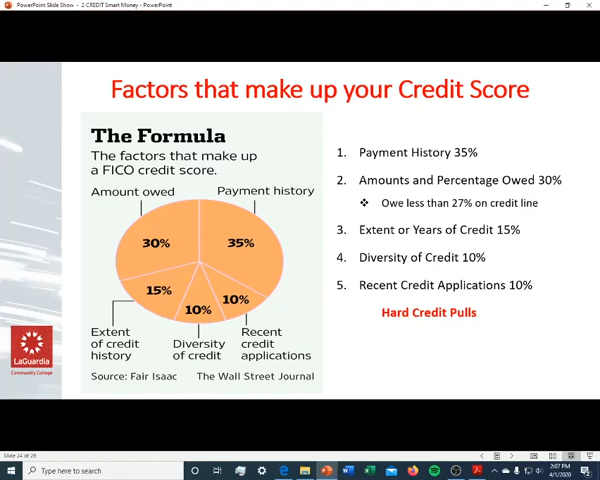 PowerPoint Slide Show - 2 CREDIT Smart Money - PowerPoint
Factors that make up your Credit Score
The Formula
The factors that make up
a FICO credit score.
Amount owed
Payment history
30%
35%
15%
10%
10%
Extent
of credit
history
Diversity
of credit
Recent
credit
applications
Source: Fair Isaac
The Wall Street Journal
1. Payment History 35%
2. Amounts and Percentage Owed 30%
❖ Owe less than 27% on credit line
3. Extent or Years of Credit 15%
4. Diversity of Credit 10%
5. Recent Credit Applications 10%
Hard Credit Pulls
LaGuardia
Community College
Slide 24 of 29
Type here to search
2:07 PM
4/1/2020